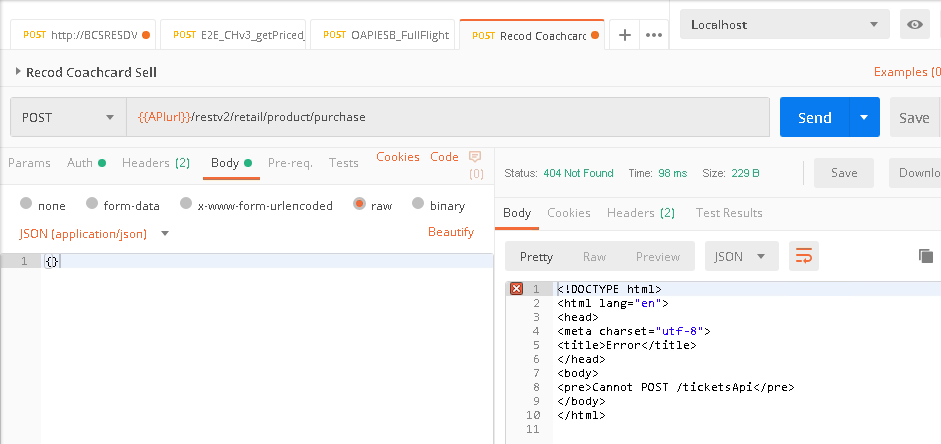 POST http://BCSRESDV
POST E2E_CHv3_getPriced_
POST OAPIESB_FullFlight
POST Recod Coachcard
+
...
Localhost
Recod Coachcard Sell
Examples (0
POST
{{APIurl}}/restv2/retail/product/purchase
Send
Save
Params
Auth
Headers (2)
Body
Pre-req.
Tests
Cookies
Code
(0)
none
form-data
x-www-form-urlencoded
raw
binary
JSON (application/json)
Beautify
1 {}
Status: 404 Not Found
Time: 98 ms
Size: 229 B
Save
Downlo
Body
Cookies
Headers (2)
Test Results
Pretty
Raw
Preview
JSON
1 <!DOCTYPE html>
2 <html lang="en">
3 <head>
4 <meta charset="utf-8">
5 <title>Error</title>
6 </head>
7 <body>
8 <pre>Cannot POST /ticketsApi</pre>
9 </body>
10 </html>
11